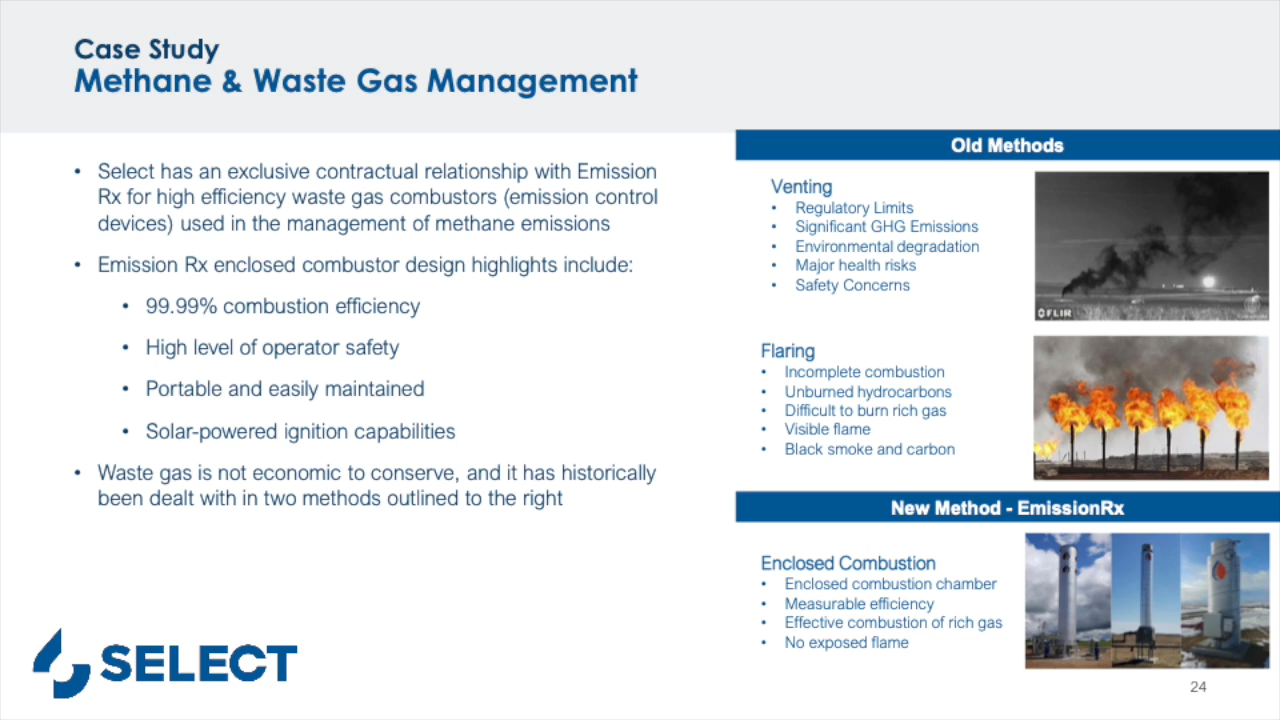 Case Study
Methane & Waste Gas Management
• Select has an exclusive contractual relationship with Emission
Rx for high efficiency waste gas combustors (emission control
devices) used in the management of methane emissions
• Emission Rx enclosed combustor design highlights include:
• 99.99% combustion efficiency
• High level of operator safety
• Portable and easily maintained
• Solar-powered ignition capabilities
• Waste gas is not economic to conserve, and it has historically
been dealt with in two methods outlined to the right
Old Methods
Venting
• Regulatory Limits
• Significant GHG Emissions
• Environmental degradation
• Major health risks
• Safety Concerns
FLIR
Flaring
• Incomplete combustion
• Unburned hydrocarbons
• Difficult to burn rich gas
• Visible flame
• Black smoke and carbon
New Method - EmissionRx
Enclosed Combustion
• Enclosed combustion chamber
• Measurable efficiency
• Effective combustion of rich gas
• No exposed flame
SELECT
24